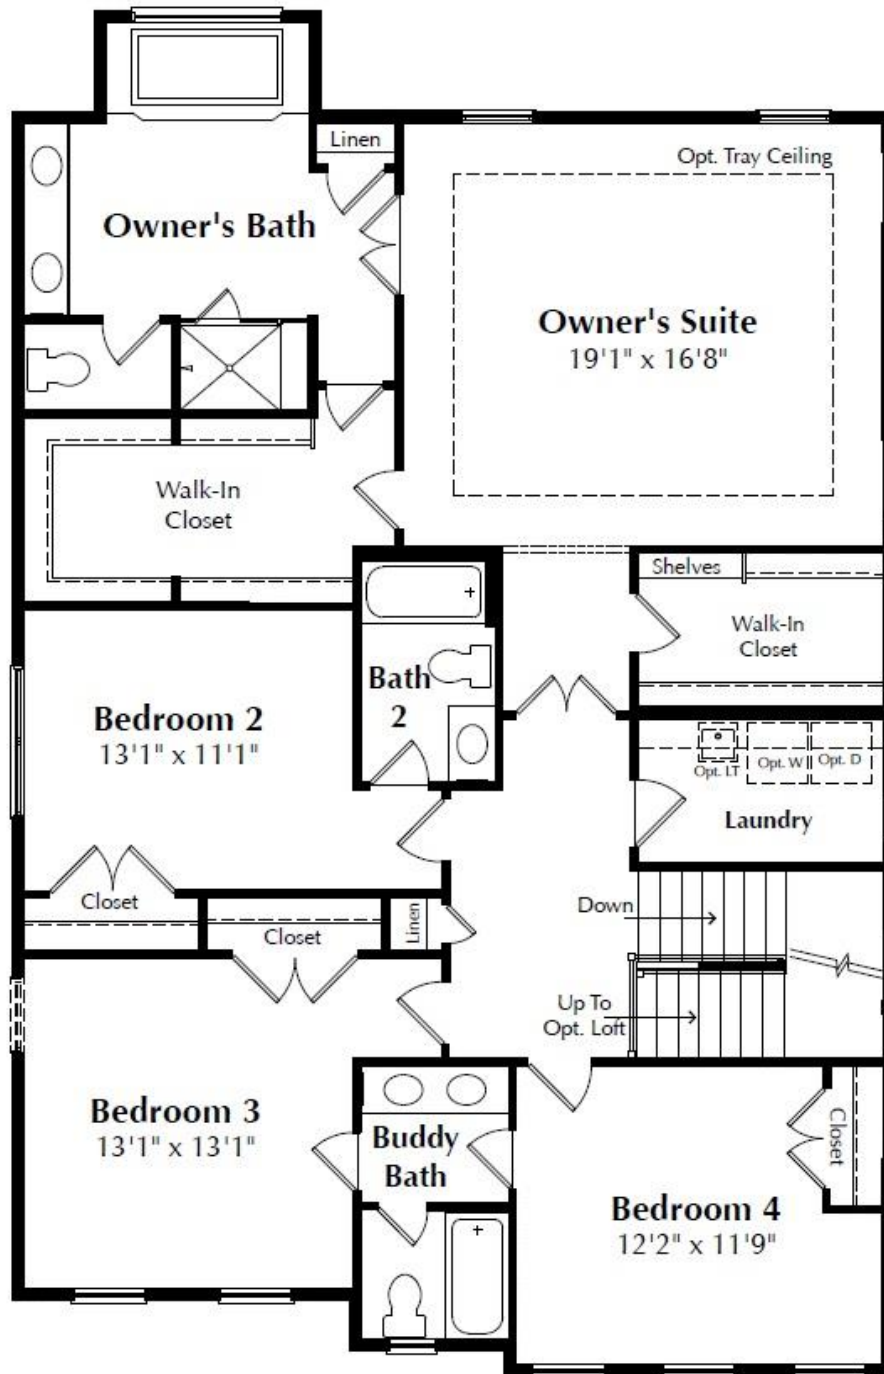 Linen
Opt. Tray Ceiling
Owner's Bath
Owner's Suite
19'1" x 16'8"
Walk-In
Closet
Shelves
Walk-In
Closet
Bath
2
Bedroom 2
13'1" x 11'1"
Opt. LT
Opt. W
Opt. D
Laundry
Closet
Closet
Linen
Down
Up To
Opt. Loft
Bedroom 3
13'1" x 13'1"
Buddy
Bath
Closet
Bedroom 4
12'2" x 11'9"